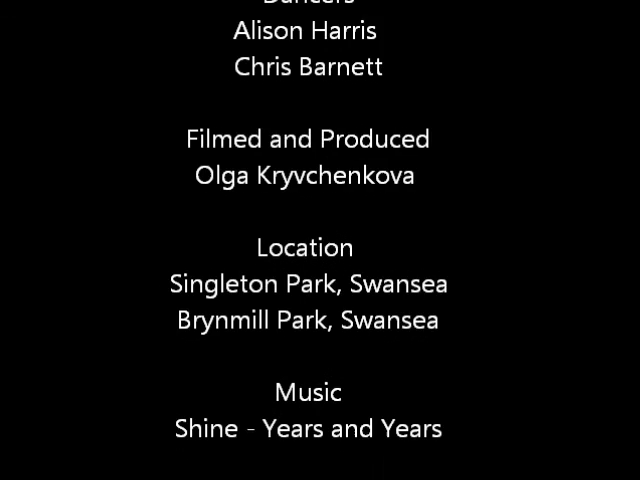 Dancers
Alison Harris
Chris Barnett
Filmed and Produced
Olga Kryvchenkova
Location
Singleton Park, Swansea
Brynmill Park, Swansea
Music
Shine - Years and Years